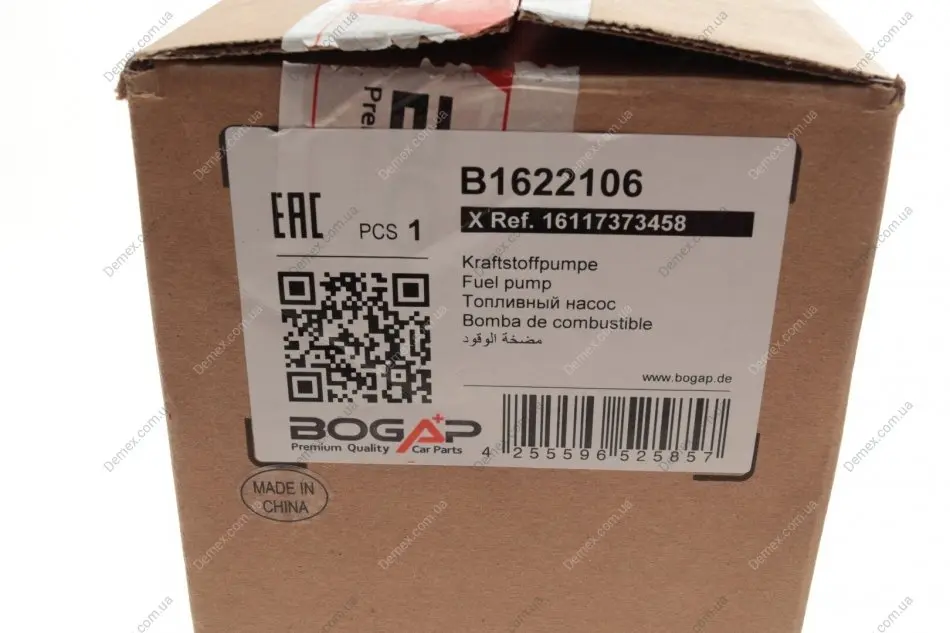 Pre
B1622106
X Ref. 16117373458
EAC
PCS 1
Kraftstoffpumpe
Fuel pump
Топливный насос
Bomba de combustible
مضخة الوقود
www.bogap.de
BOGAP
Premium Quality Car Parts
4 255596 525857
MADE IN
CHINA
Demex.com.ua